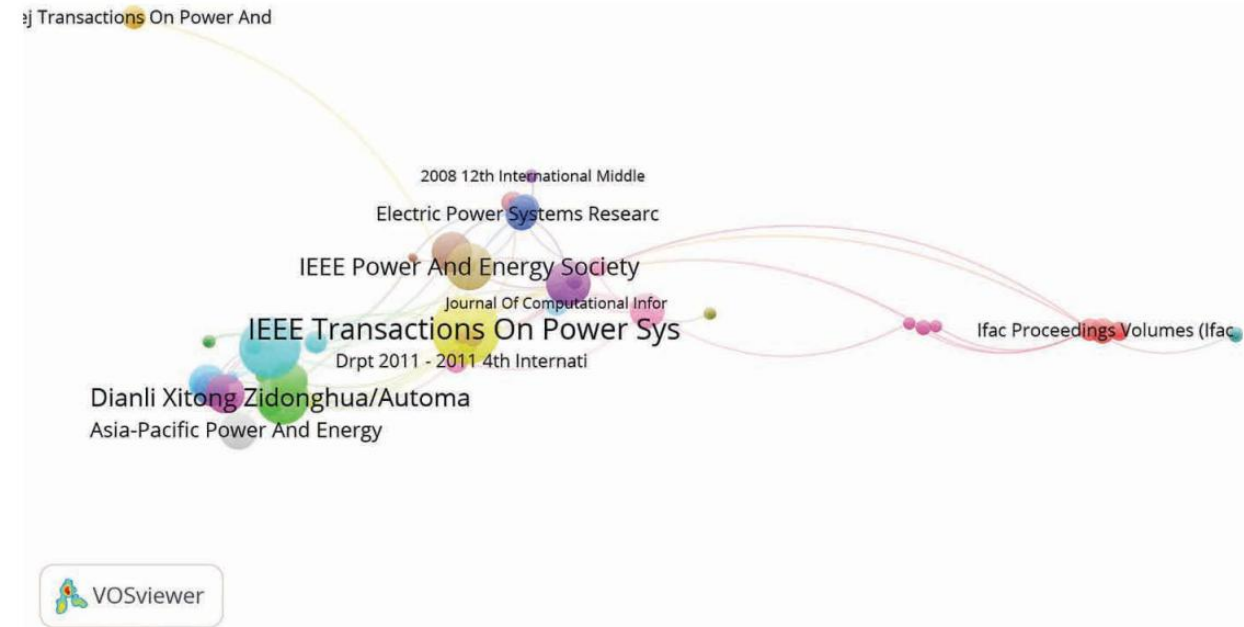 ej Transactions On Power And
2008 12th International Middle
Electric Power Systems Researc
IEEE Power And Energy Society
Journal Of Computational Infor
IEEE Transactions On Power Sys
Ifac Proceedings Volumes (Ifac
Drpt 2011 - 2011 4th Internati
Dianli Xitong Zidonghua/Automa
Asia-Pacific Power And Energy
VOSviewer